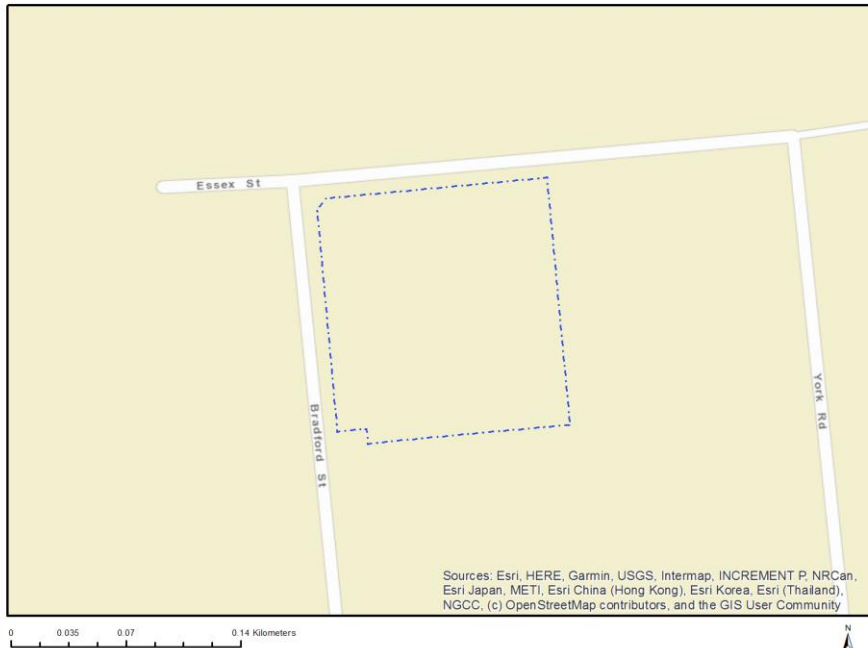 Essex St
Bradford St
York Rd
Sources: Esri, HERE, Garmin, USGS, Intermap, INCREMENT P, NRCan,
Esri Japan, METI, Esri China (Hong Kong), Esri Korea, Esri (Thailand),
NGCC, (c) OpenStreetMap contributors, and the GIS User Community
0 0.035 0.07 0.14 Kilometers
N